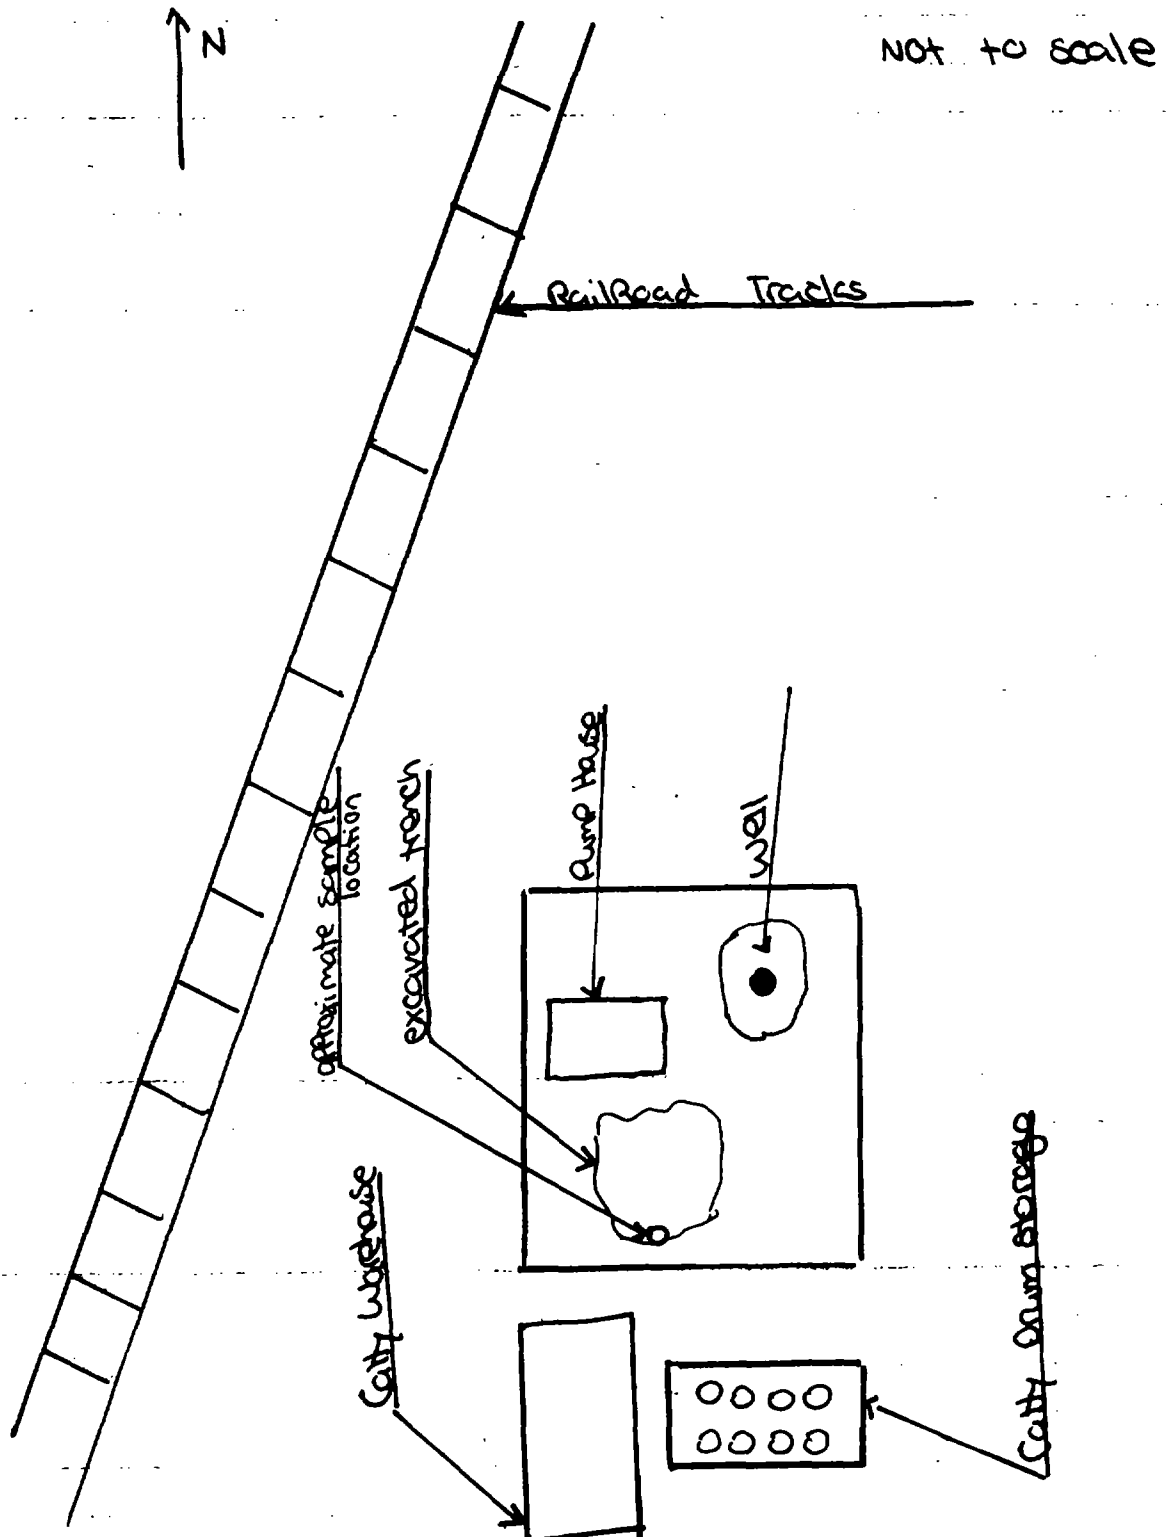 N
Not to scale
RailRoad Tracks
approximate sample
location
excavated trench
Pump House
Well
Catty Warehouse
Catty Drum Storage